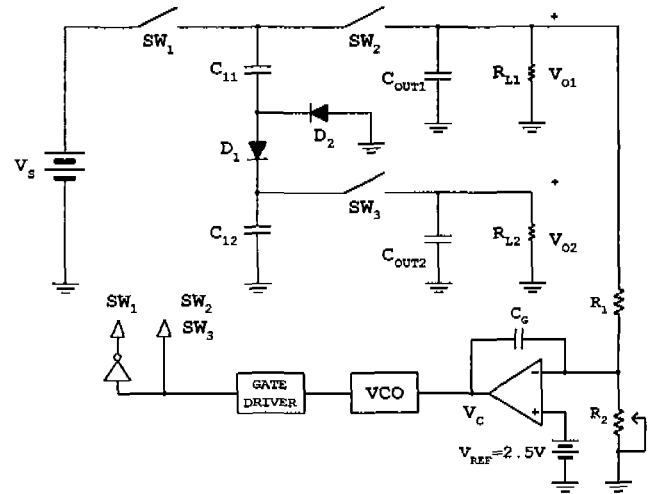 SW1
SW2
C11
COUT1
RL1
VO1
+
D2
D1
VS
SW3
+
C12
COUT2
RL2
VO2
SW1
SW2
SW3
CG
R1
GATE
DRIVER
VCO
VC
−
+
R2
VREF=2.5V